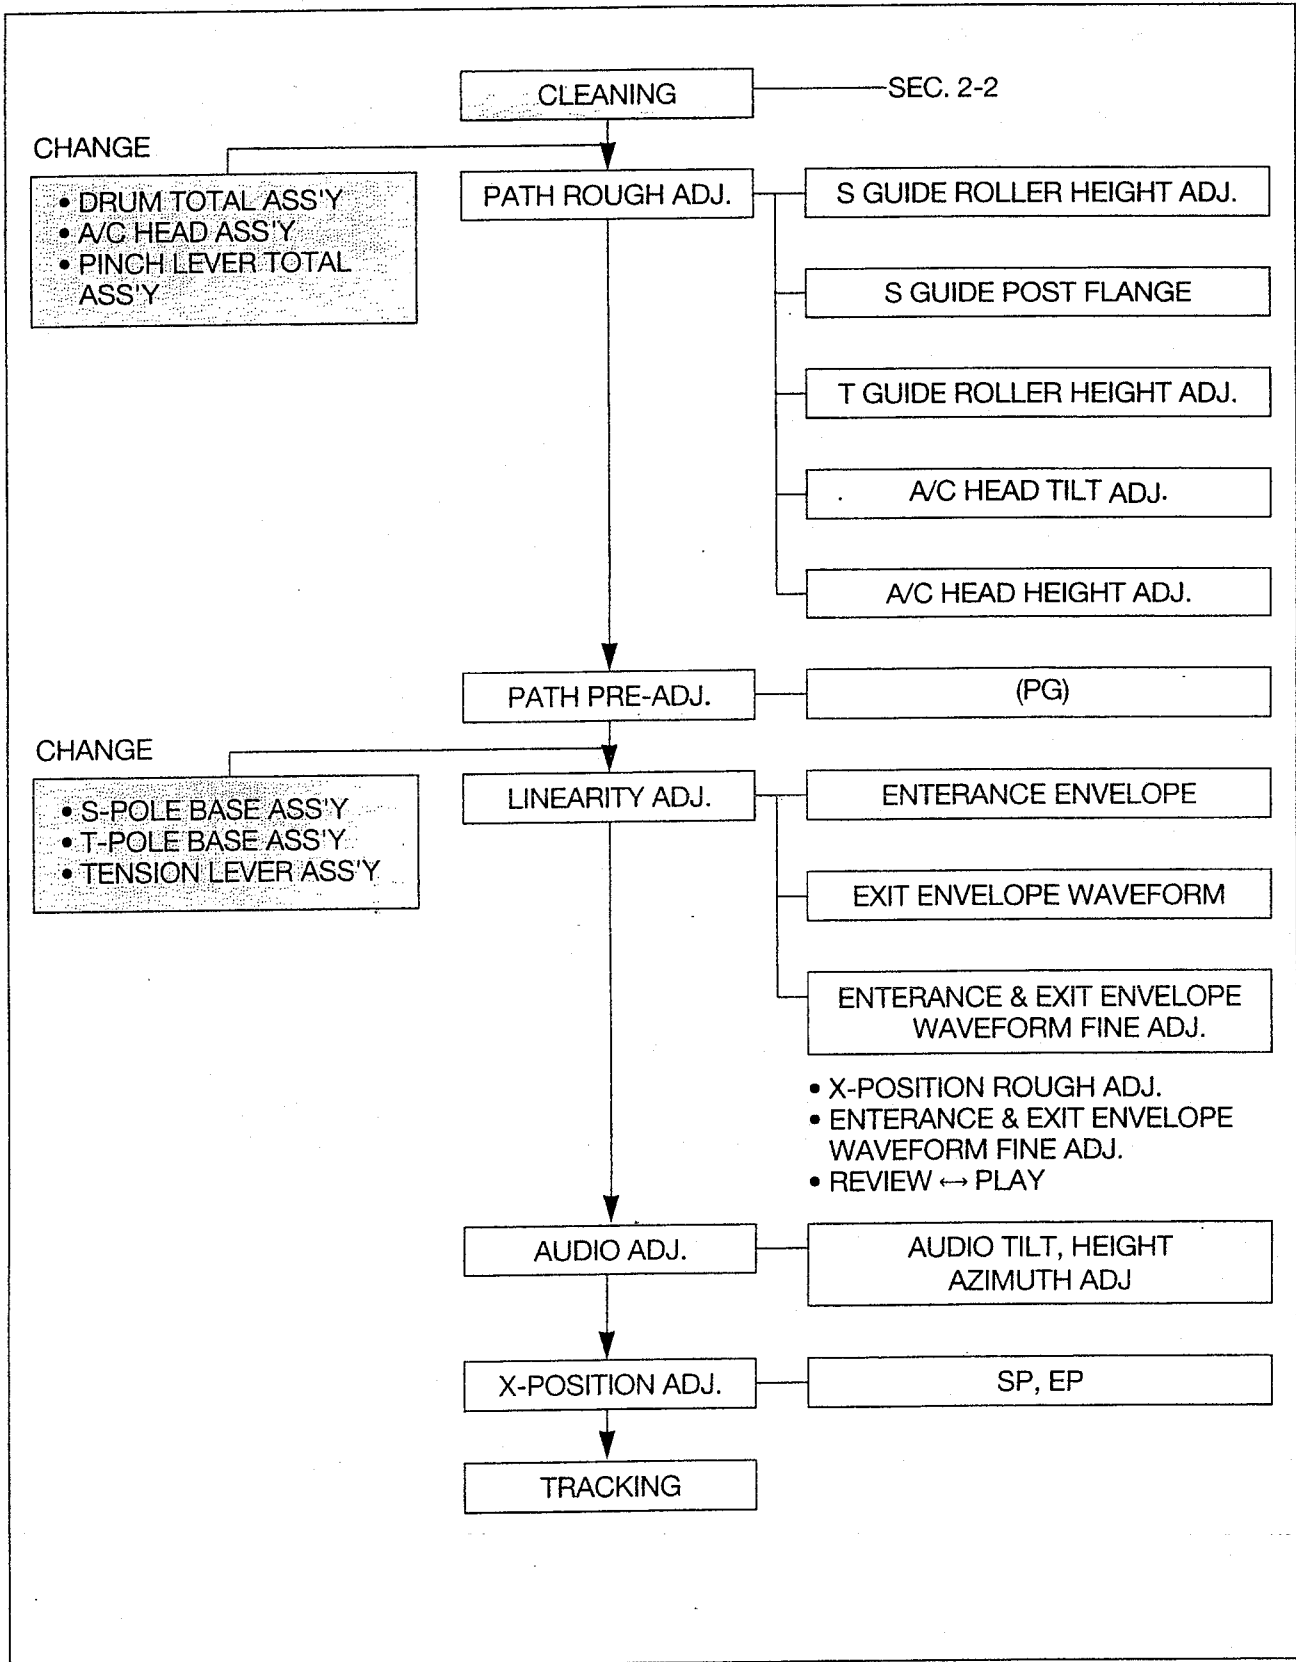 CLEANING
SEC. 2-2
CHANGE
• DRUM TOTAL ASS'Y
• A/C HEAD ASS'Y
• PINCH LEVER TOTAL
ASS'Y
PATH ROUGH ADJ.
S GUIDE ROLLER HEIGHT ADJ.
S GUIDE POST FLANGE
T GUIDE ROLLER HEIGHT ADJ.
A/C HEAD TILT ADJ.
A/C HEAD HEIGHT ADJ.
PATH PRE-ADJ.
(PG)
CHANGE
• S-POLE BASE ASS'Y
• T-POLE BASE ASS'Y
• TENSION LEVER ASS'Y
LINEARITY ADJ.
ENTERANCE ENVELOPE
EXIT ENVELOPE WAVEFORM
ENTERANCE & EXIT ENVELOPE
WAVEFORM FINE ADJ.
• X-POSITION ROUGH ADJ.
• ENTERANCE & EXIT ENVELOPE
WAVEFORM FINE ADJ.
• REVIEW ↔ PLAY
AUDIO ADJ.
AUDIO TILT, HEIGHT
AZIMUTH ADJ
X-POSITION ADJ.
SP, EP
TRACKING